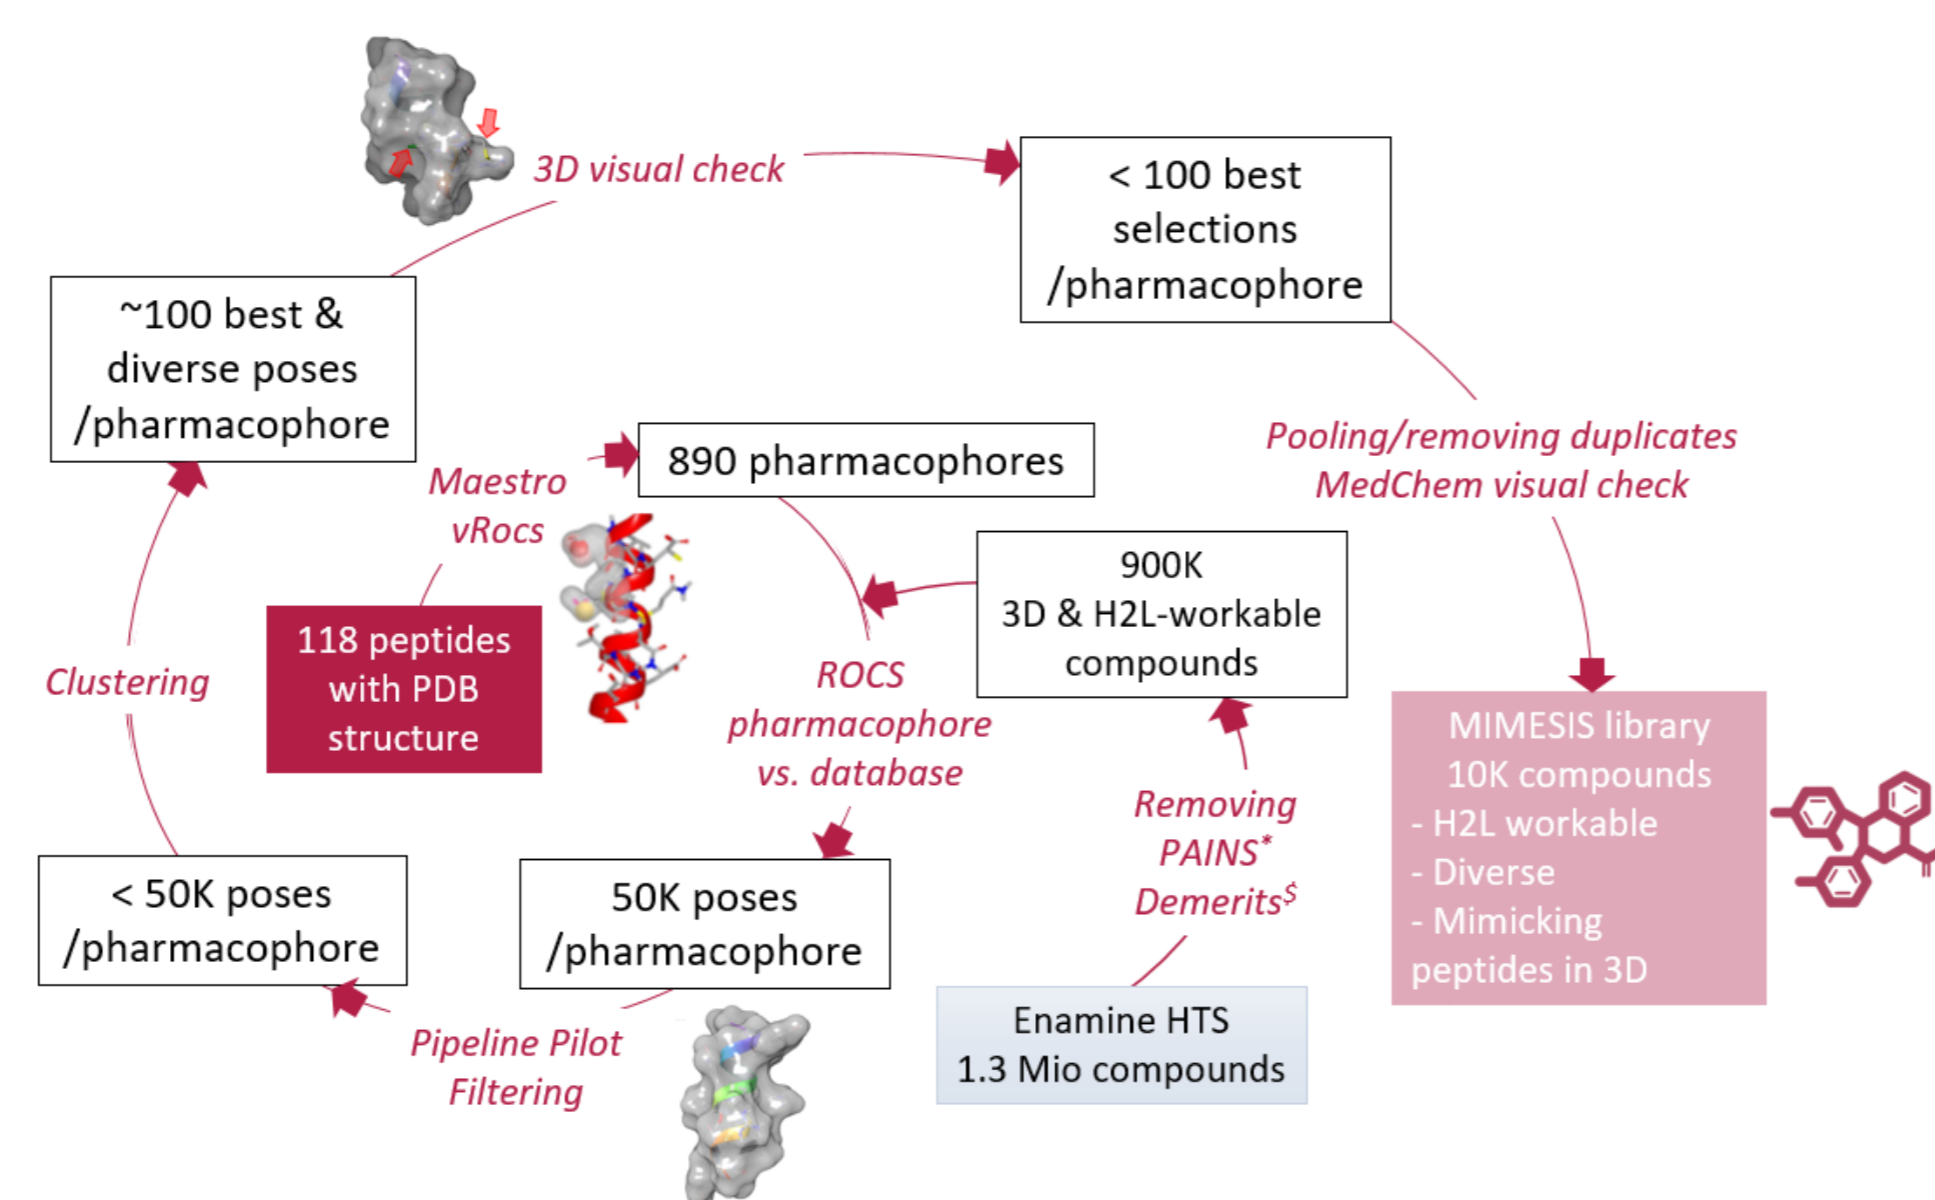 118 peptides
with PDB
structure
Maestro
vRocs
890 pharmacophores
Enamine HTS
1.3 Mio compounds
Removing
PAINS*
Demerits$
900K
3D & H2L-workable
compounds
ROCS
pharmacophore
vs. database
50K poses
/pharmacophore
Pipeline Pilot
Filtering
< 50K poses
/pharmacophore
Clustering
~100 best &
diverse poses
/pharmacophore
3D visual check
< 100 best
selections
/pharmacophore
Pooling/removing duplicates
MedChem visual check
MIMESIS library
10K compounds
- H2L workable
- Diverse
- Mimicking
peptides in 3D